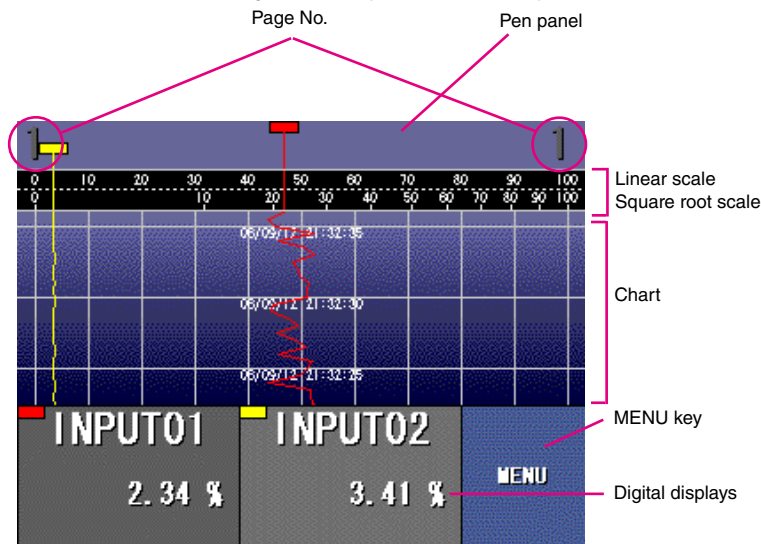 Page No.
Pen panel
1
1
0 10 20 30 40 50 60 70 80 90 100
Linear scale
0 10 20 30 40 50 60 70 80 90 100
Square root scale
06/09/12 21:32:35
Chart
06/09/12 21:32:30
06/09/12 21:32:25
INPUT01
INPUT02
MENU key
MENU
2.34 %
3.41 %
Digital displays